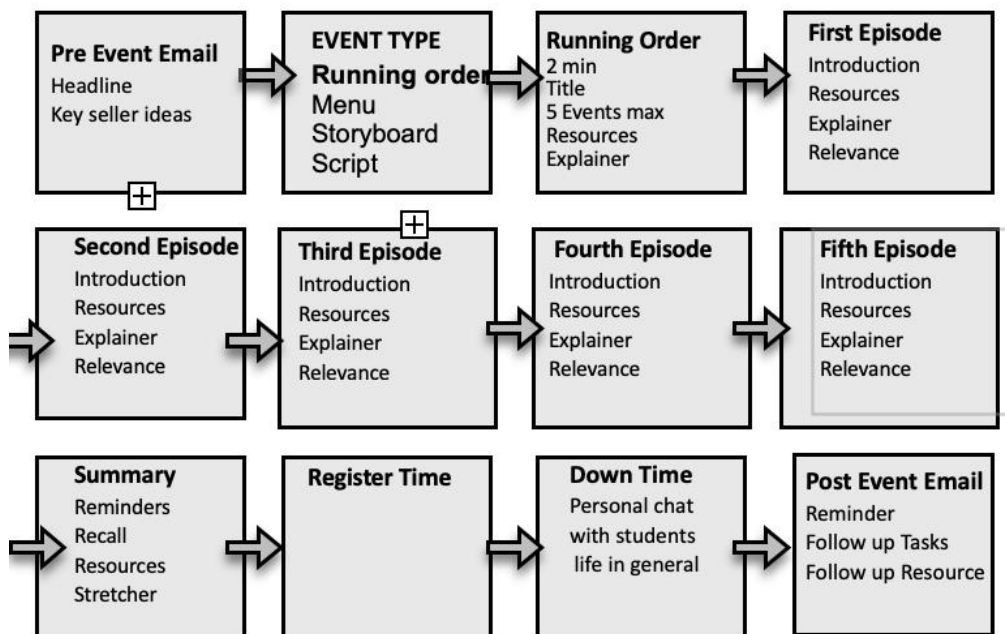 Pre Event Email
Headline
Key seller ideas
EVENT TYPE
Running order
Menu
Storyboard
Script
Running Order
2 min
Title
5 Events max
Resources
Explainer
First Episode
Introduction
Resources
Explainer
Relevance
Second Episode
Introduction
Resources
Explainer
Relevance
Third Episode
Introduction
Resources
Explainer
Relevance
Fourth Episode
Introduction
Resources
Explainer
Relevance
Fifth Episode
Introduction
Resources
Explainer
Relevance
Summary
Reminders
Recall
Resources
Stretcher
Register Time
Down Time
Personal chat
with students
life in general
Post Event Email
Reminder
Follow up Tasks
Follow up Resource